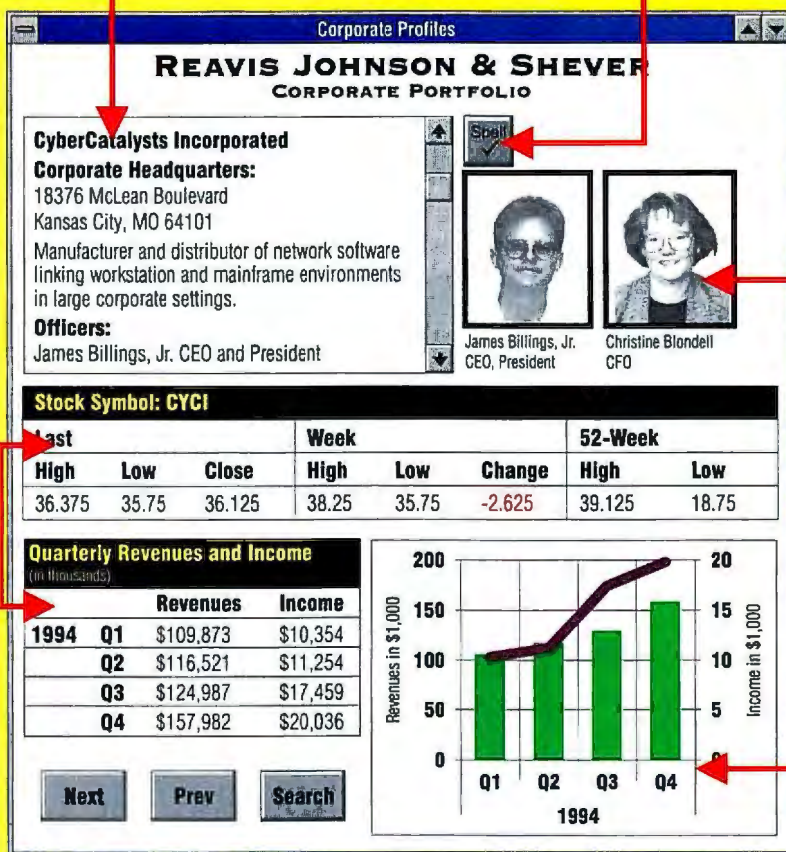 Corporate Profiles
REAVIS JOHNSON & SHEVER
CORPORATE PORTFOLIO
CyberCatalysts Incorporated
Corporate Headquarters:
18376 McLean Boulevard
Kansas City, MO 64101
Manufacturer and distributor of network software
linking workstation and mainframe environments
in large corporate settings.
Officers:
James Billings, Jr. CEO and President
Spell
James Billings, Jr.
CEO, President
Christine Blondell
CFO
Stock Symbol: CYCI
Last Week 52-Week
High Low Close High Low Change High Low
36.375 35.75 36.125 38.25 35.75 -2.625 39.125 18.75
Quarterly Revenues and Income
(in thousands)
Revenues Income
1994 Q1 $109,873 $10,354
Q2 $116,521 $11,254
Q3 $124,987 $17,459
Q4 $157,982 $20,036
Next Prev Search
Revenues in $1,000
200
150
100
50
0
20
15
10
5
0
Income in $1,000
Q1 Q2 Q3 Q4
1994